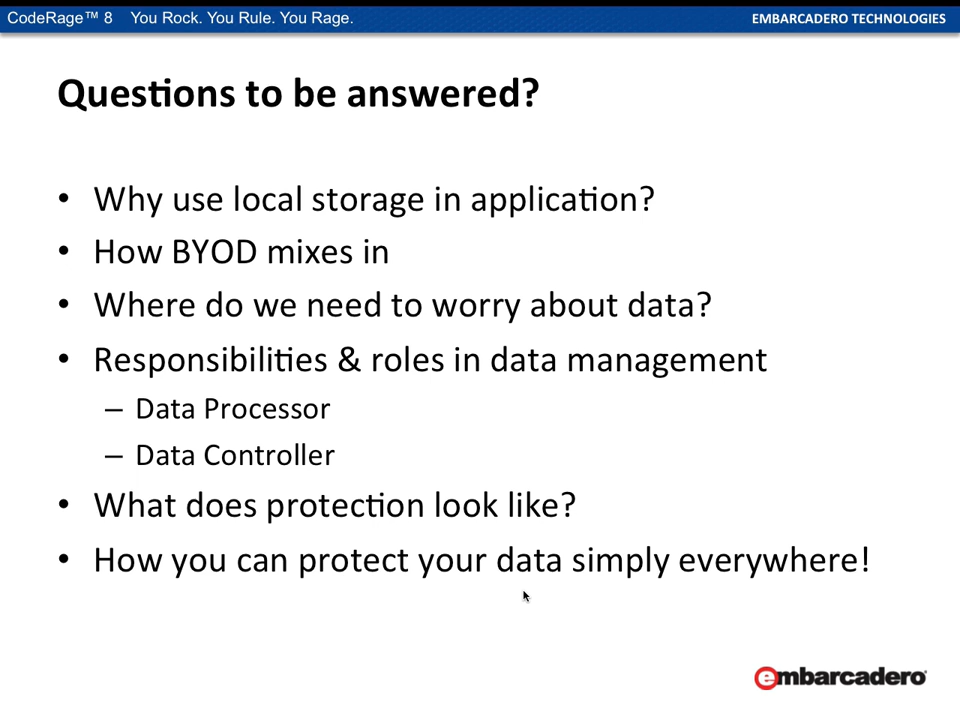 CodeRage™ 8 You Rock. You Rule. You Rage. EMBARCADERO TECHNOLOGIES
Questions to be answered?
• Why use local storage in application?
• How BYOD mixes in
• Where do we need to worry about data?
• Responsibilities & roles in data management
– Data Processor
– Data Controller
• What does protection look like?
• How you can protect your data simply everywhere!
embarcadero